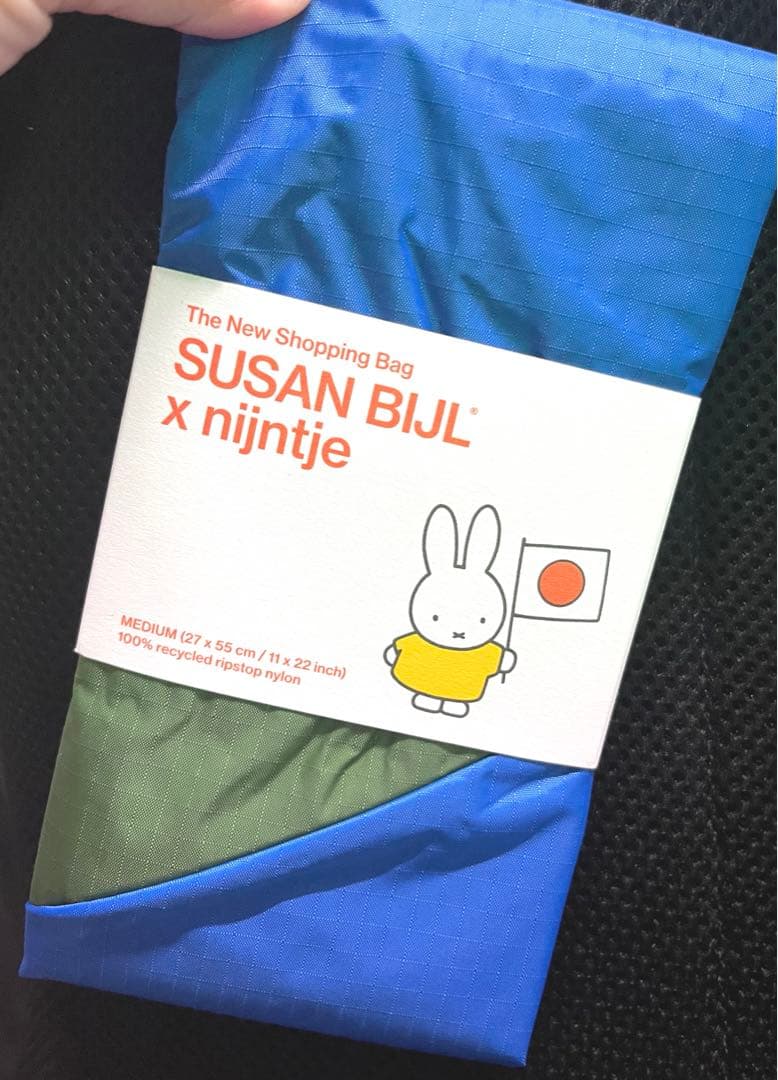 The New Shopping Bag
SUSAN BIJL®
x nijntje
MEDIUM (27 x 55 cm / 11 x 22 inch)
100% recycled ripstop nylon